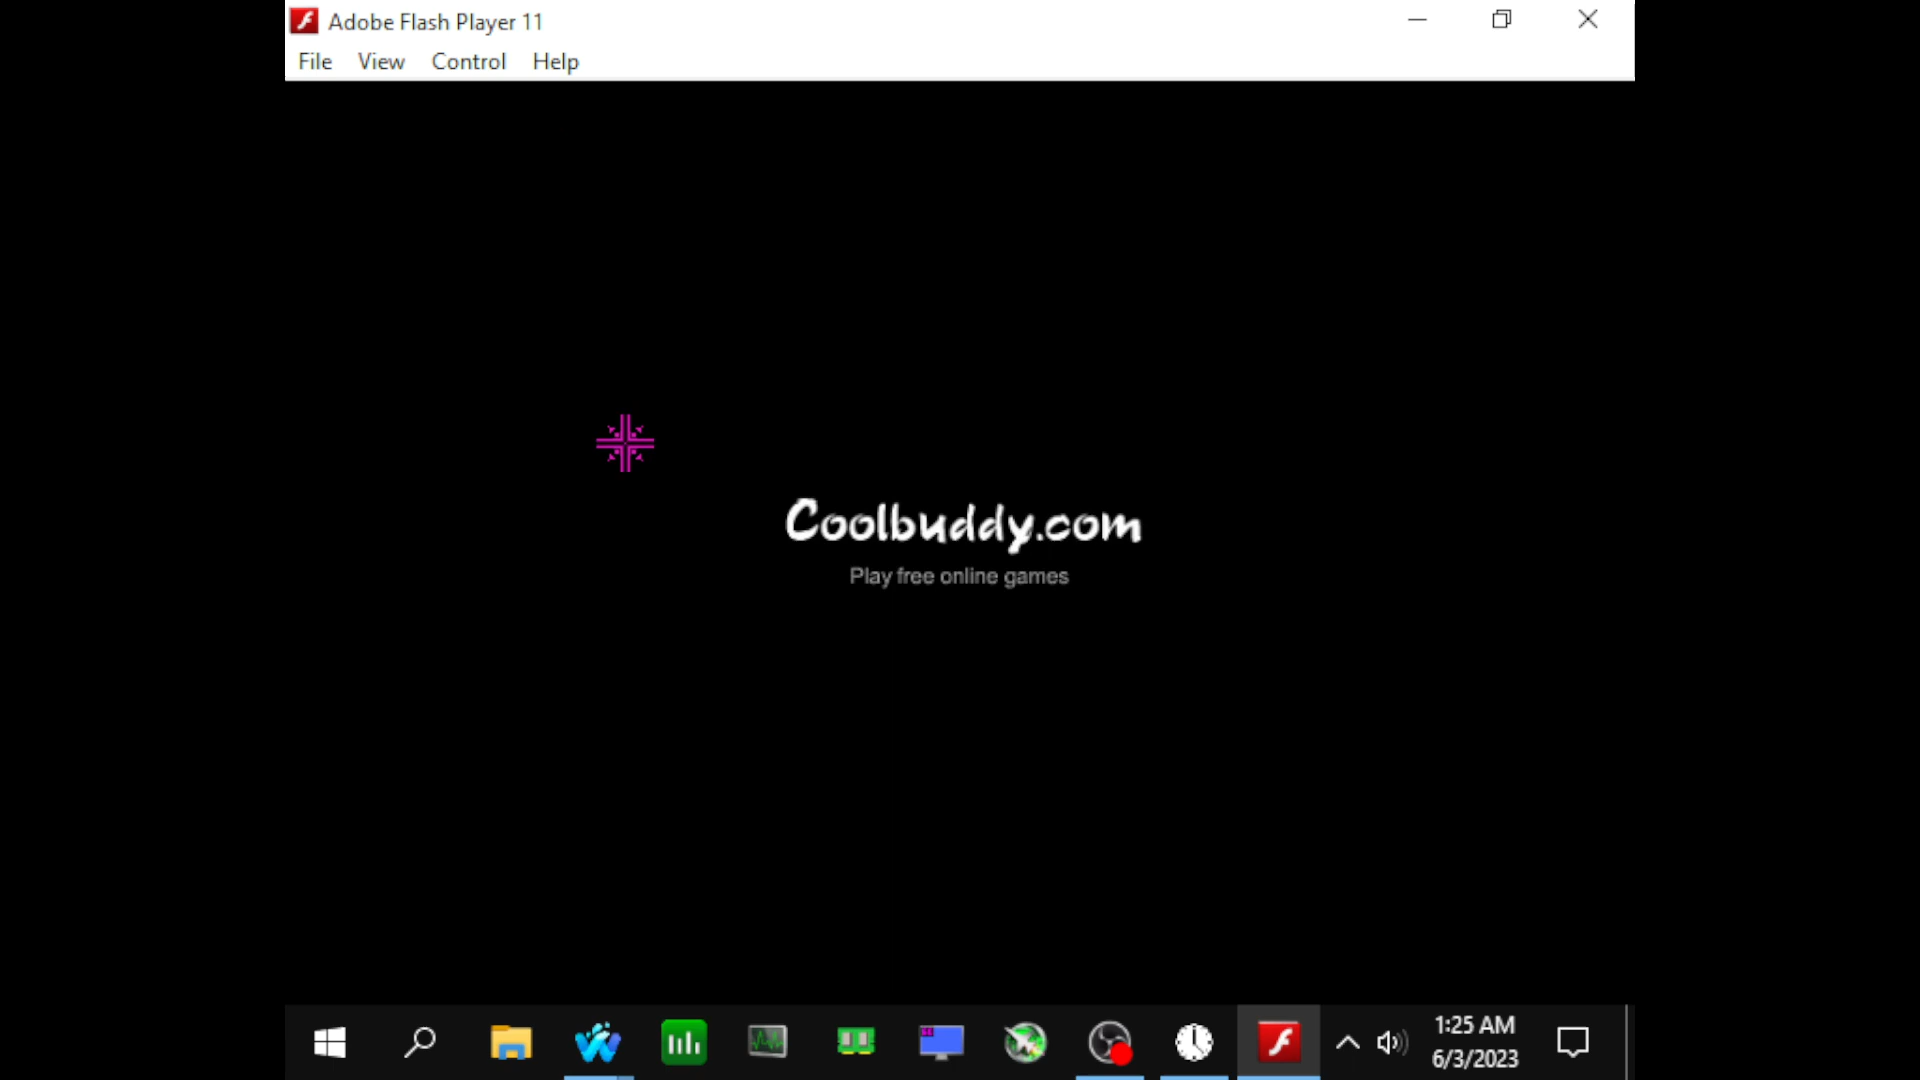 Adobe Flash Player 11
File View Control Help
Coolbuddy.com
Play free online games
1:25 AM
6/3/2023